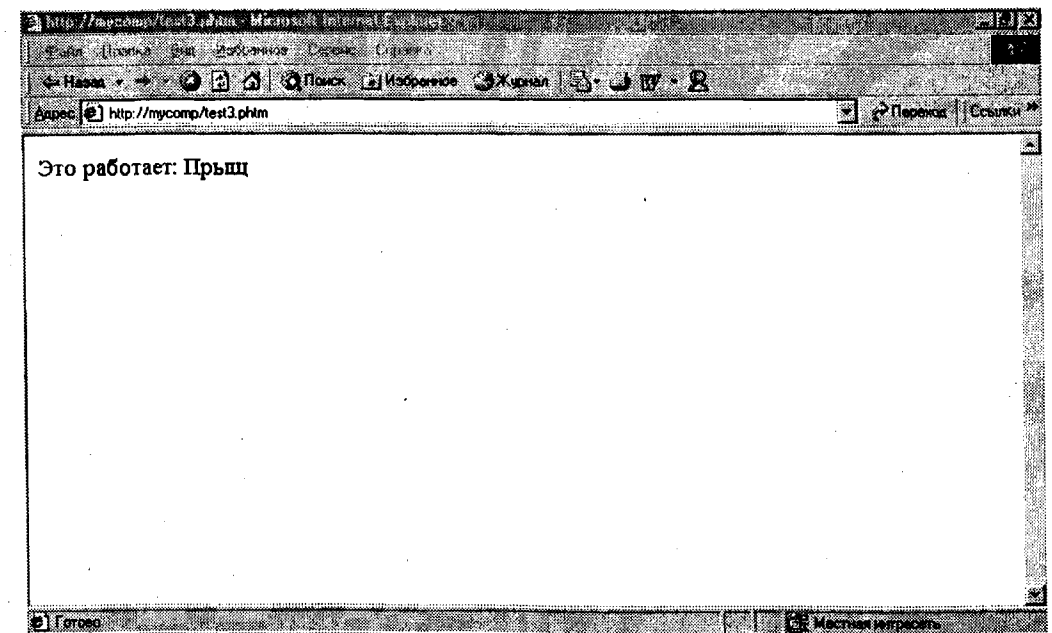 http://mycomp/test3.phtm - Microsoft Internet Explorer
Файл Правка Вид Избранное Сервис Справка
Назад Поиск Избранное Журнал
Адрес http://mycomp/test3.phtm Переход Ссылки »
Это работает: Прыщ
Готово Местная интрасеть